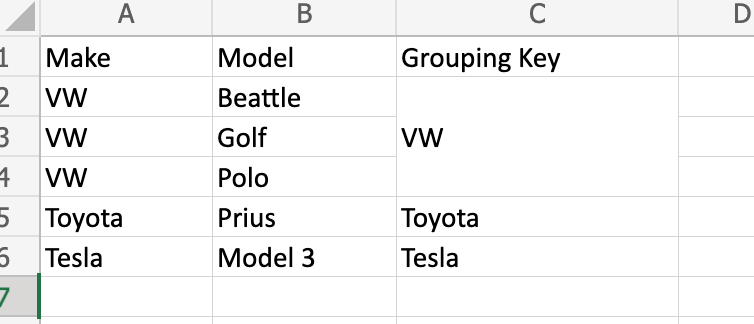 A B C D
1 Make Model Grouping Key
2 VW Beattle
3 VW Golf VW
4 VW Polo
5 Toyota Prius Toyota
6 Tesla Model 3 Tesla
7